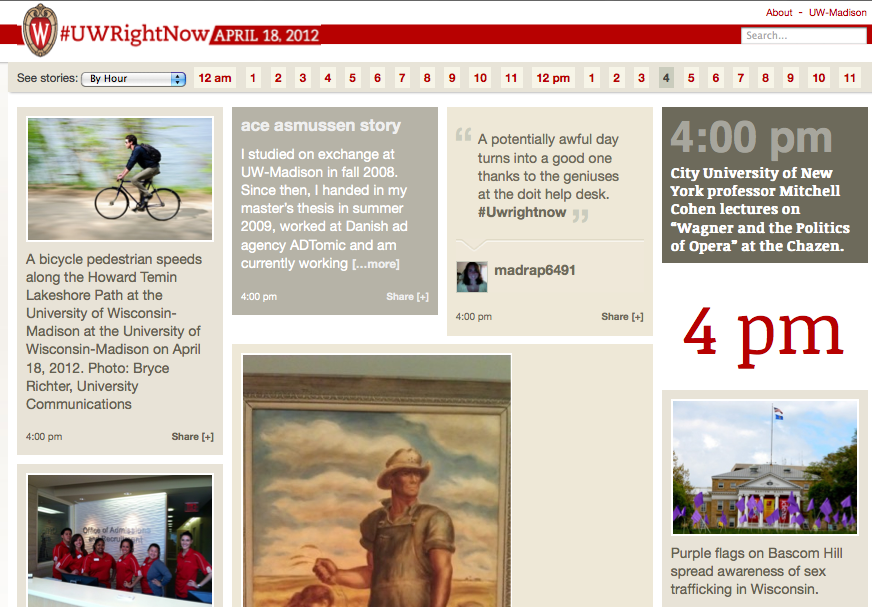 About - UW-Madison
W
#UWRightNow APRIL 18, 2012
Search...
See stories: By Hour 12 am 1 2 3 4 5 6 7 8 9 10 11 12 pm 1 2 3 4 5 6 7 8 9 10 11
A bicycle pedestrian speeds
along the Howard Temin
Lakeshore Path at the
University of Wisconsin-
Madison at the University of
Wisconsin-Madison on April
18, 2012. Photo: Bryce
Richter, University
Communications
4:00 pm Share [+]
Office of Admissions
and Recruitment
ace asmussen story
I studied on exchange at
UW-Madison in fall 2008.
Since then, I handed in my
master's thesis in summer
2009, worked at Danish ad
agency ADTomic and am
currently working [...more]
4:00 pm Share [+]
“ A potentially awful day
turns into a good one
thanks to the geniuses
at the doit help desk.
#Uwrightnow ”
madrap6491
4:00 pm Share [+]
4:00 pm
City University of New
York professor Mitchell
Cohen lectures on
"Wagner and the Politics
of Opera" at the Chazen.
4 pm
Purple flags on Bascom Hill
spread awareness of sex
trafficking in Wisconsin.